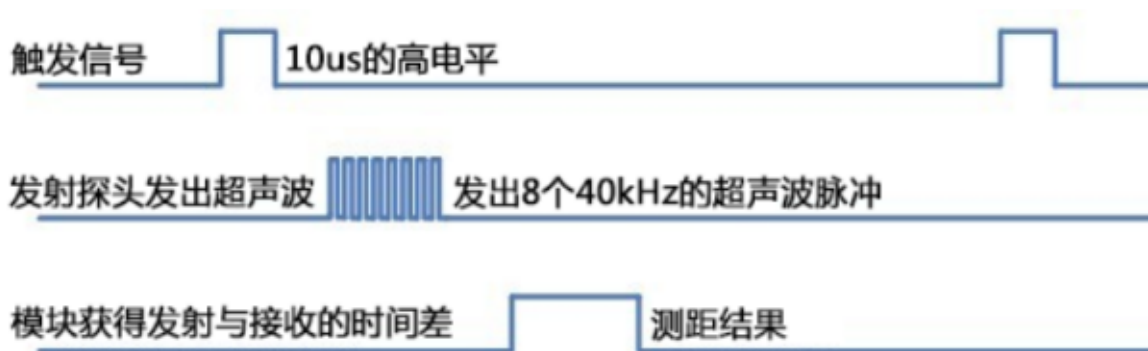 触发信号 10us的高电平
发射探头发出超声波 发出8个40kHz的超声波脉冲
模块获得发射与接收的时间差 测距结果